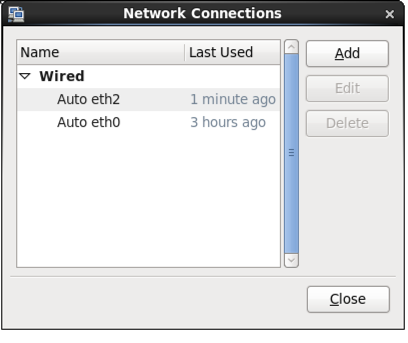 Network Connections
Name Last Used
Wired
Auto eth2 1 minute ago
Auto eth0 3 hours ago
Add
Edit
Delete
Close